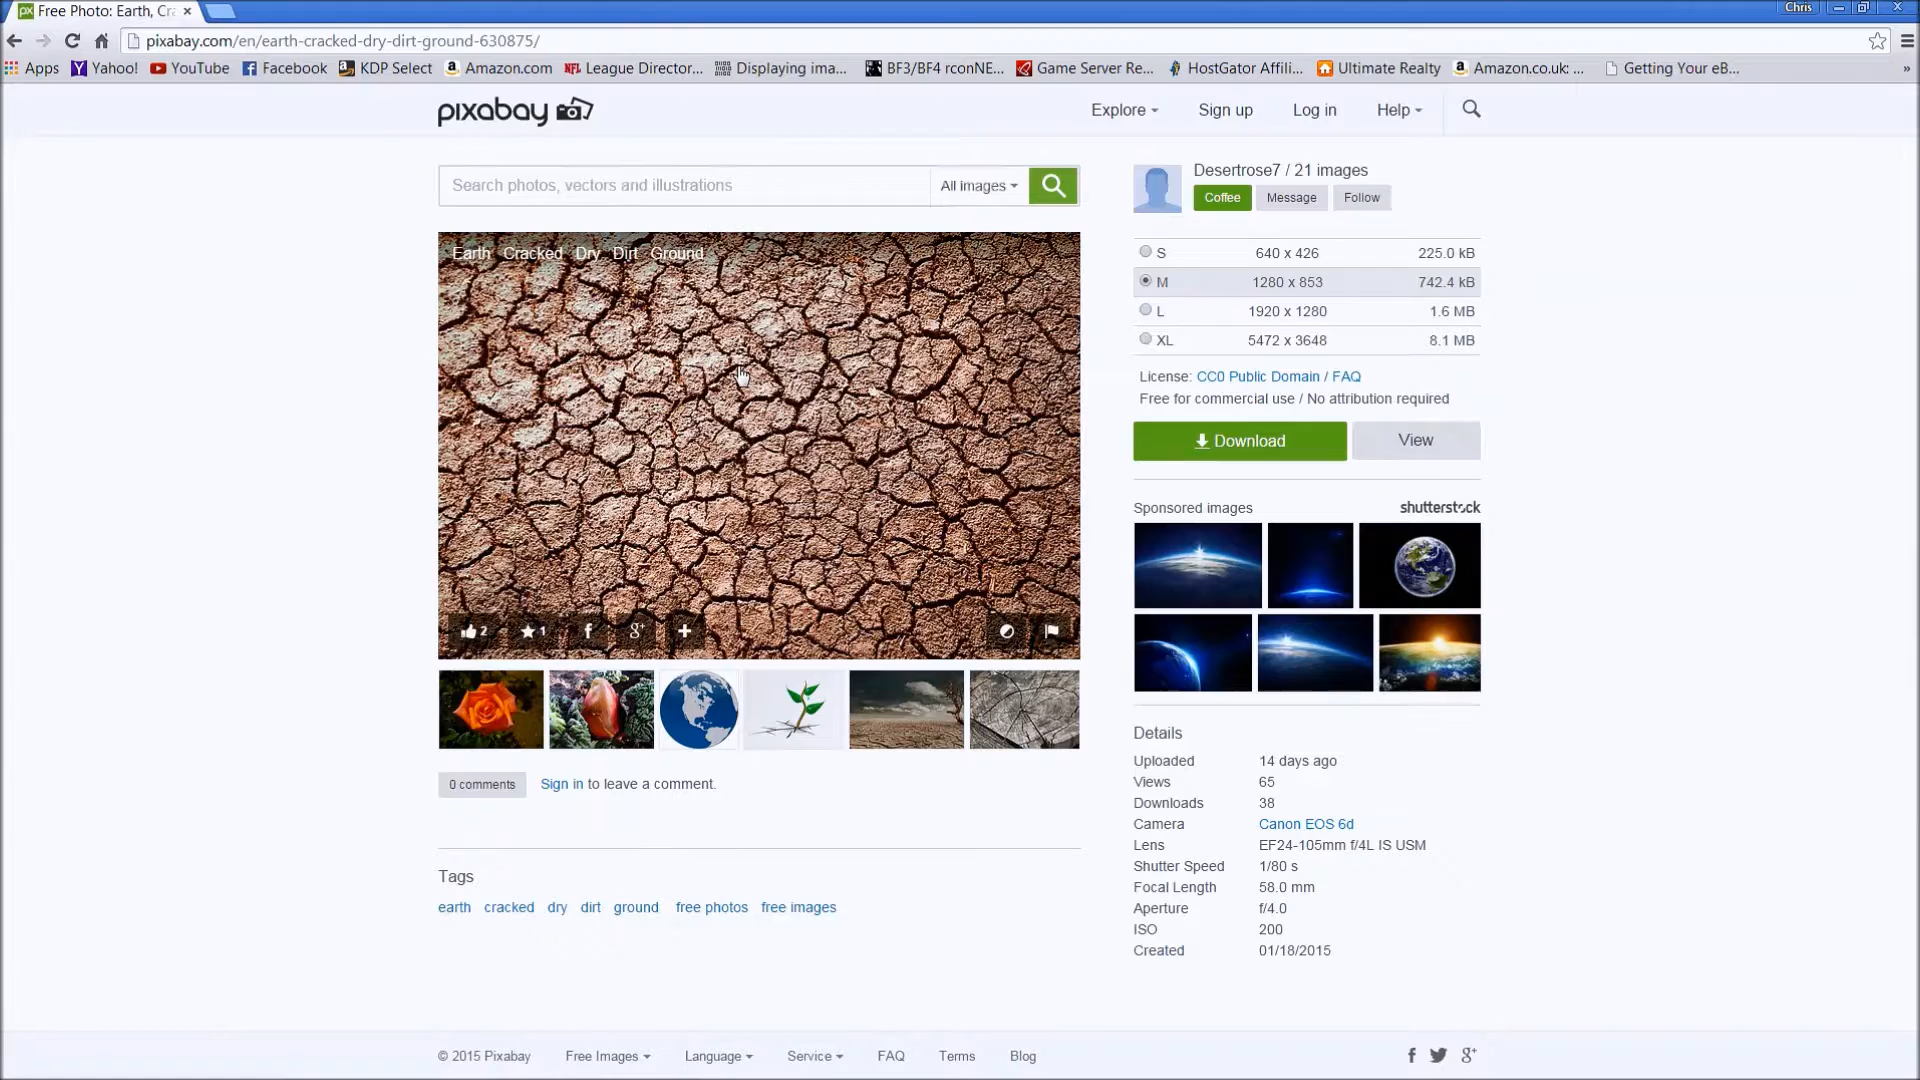 Free Photo: Earth, Cra
Chris
pixabay.com/en/earth-cracked-dry-dirt-ground-630875/
Apps Yahoo! YouTube Facebook KDP Select Amazon.com League Director... Displying ima... BF3/BF4 rconNE... Game Server Re... HostGator Affili... Ultimate Realty Amazon.co.uk: ... Getting Your eB... »
pixabay Explore Sign up Log in Help
Search photos, vectors and illustrations All images
Desertrose7 / 21 images
Coffee Message Follow
Earth Cracked Dry Dirt Ground
S 640 x 426 225.0 kB
M 1280 x 853 742.4 kB
L 1920 x 1280 1.6 MB
XL 5472 x 3648 8.1 MB
License: CC0 Public Domain / FAQ
Free for commercial use / No attribution required
Download View
Sponsored images shutterstock
2 1 f g+
0 comments Sign in to leave a comment.
Details
Uploaded 14 days ago
Views 65
Downloads 38
Camera Canon EOS 6d
Lens EF24-105mm f/4L IS USM
Shutter Speed 1/80 s
Focal Length 58.0 mm
Aperture f/4.0
ISO 200
Created 01/18/2015
Tags
earth cracked dry dirt ground free photos free images
© 2015 Pixabay Free Images Language Service FAQ Terms Blog